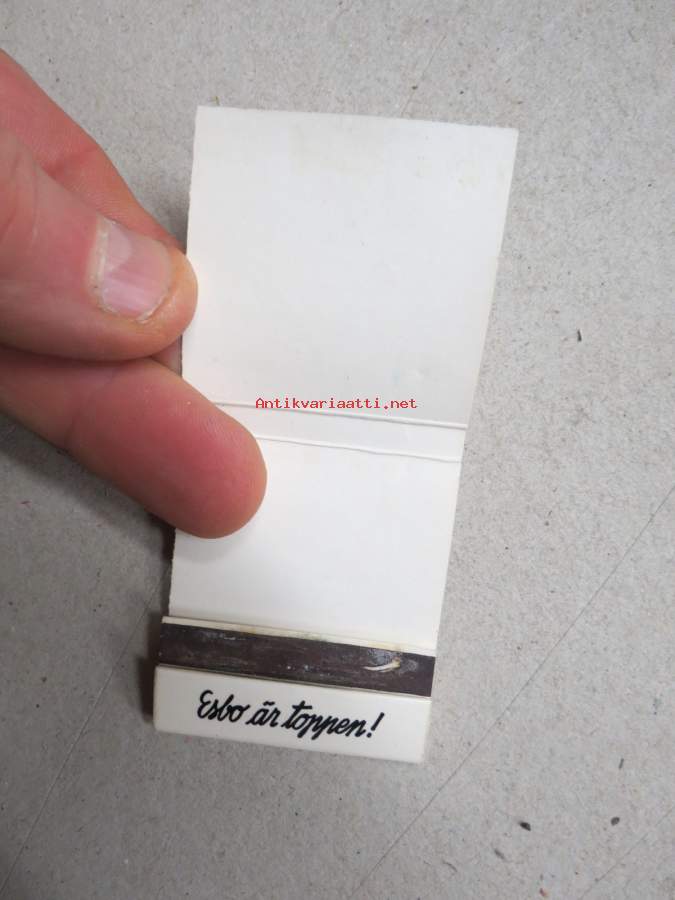 Antikvariaatti.net
Esbo är toppen!